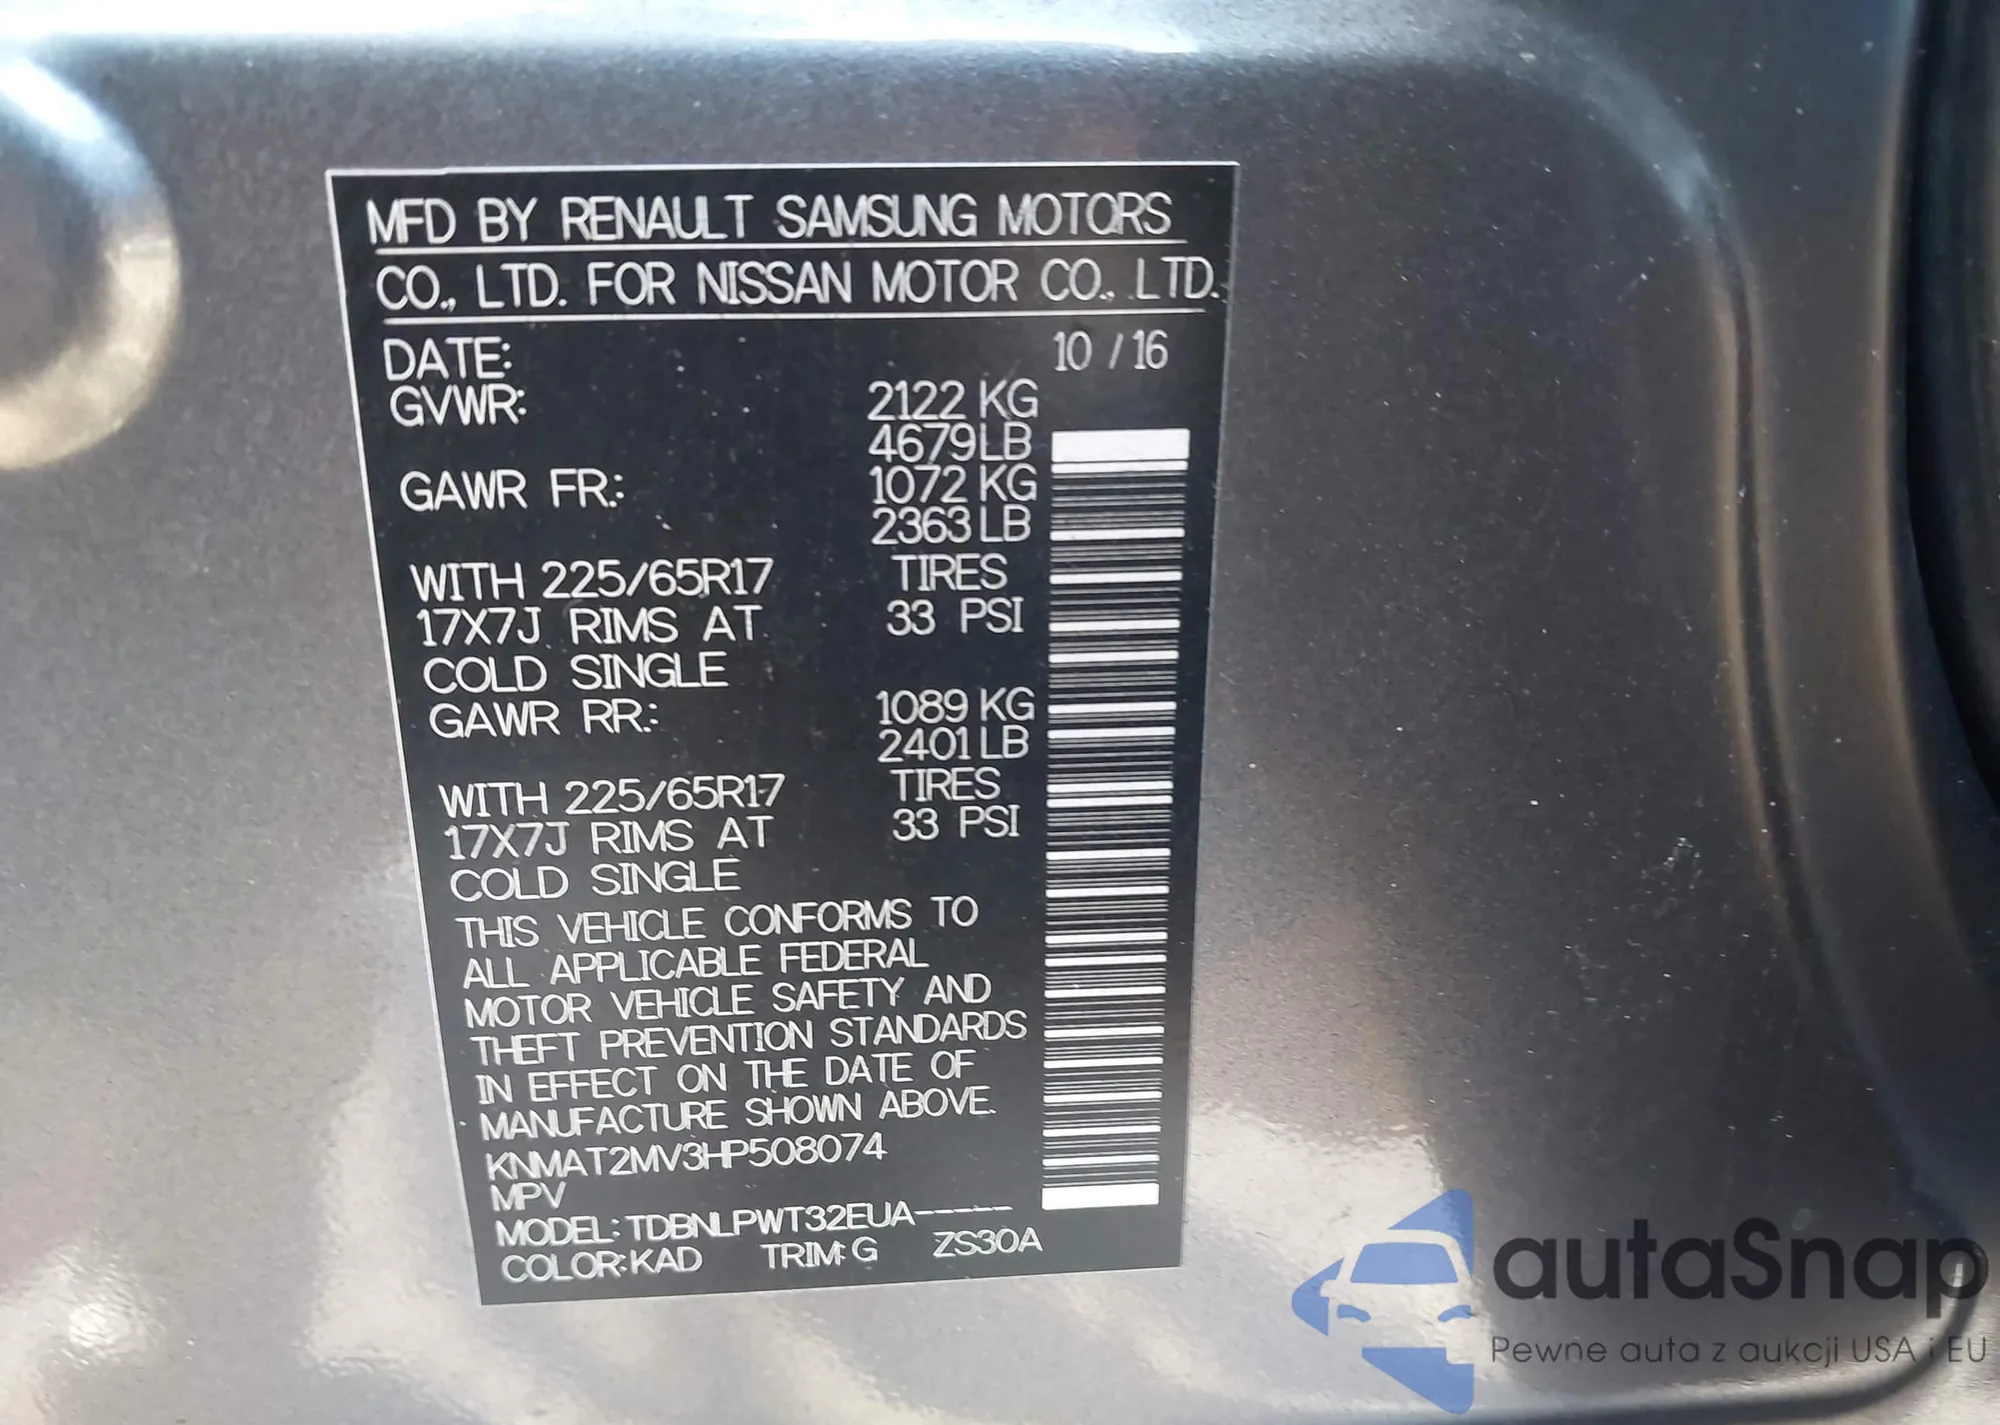 MFD BY RENAULT SAMSUNG MOTORS
CO., LTD. FOR NISSAN MOTOR CO., LTD.
DATE: 10 / 16
GVWR: 2122 KG
4679 LB
GAWR FR.: 1072 KG
2363 LB
WITH 225/65R17 TIRES
17X7J RIMS AT 33 PSI
COLD SINGLE
GAWR RR.: 1089 KG
2401 LB
WITH 225/65R17 TIRES
17X7J RIMS AT 33 PSI
COLD SINGLE
THIS VEHICLE CONFORMS TO
ALL APPLICABLE FEDERAL
MOTOR VEHICLE SAFETY AND
THEFT PREVENTION STANDARDS
IN EFFECT ON THE DATE OF
MANUFACTURE SHOWN ABOVE.
KNMAT2MV3HP508074
MPV
MODEL: TDBNLPWT32EUA-----
COLOR:KAD TRIM:G ZS30A
autaSnap
Pewne auta z aukcji USA i EU